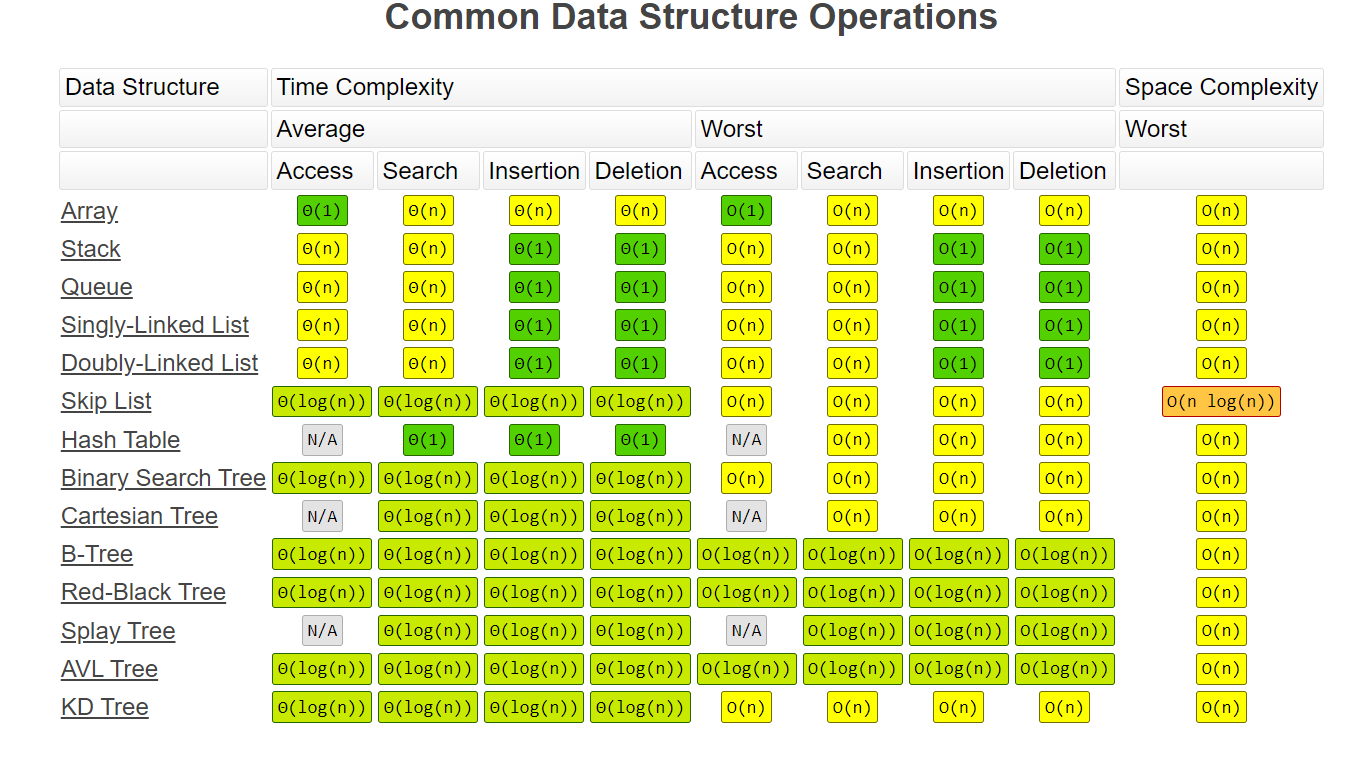 Common Data Structure Operations
Data Structure Time Complexity Space Complexity
Average Worst Worst
Access Search Insertion Deletion Access Search Insertion Deletion
Array Θ(1) Θ(n) Θ(n) Θ(n) O(1) O(n) O(n) O(n) O(n)
Stack Θ(n) Θ(n) Θ(1) Θ(1) O(n) O(n) O(1) O(1) O(n)
Queue Θ(n) Θ(n) Θ(1) Θ(1) O(n) O(n) O(1) O(1) O(n)
Singly-Linked List Θ(n) Θ(n) Θ(1) Θ(1) O(n) O(n) O(1) O(1) O(n)
Doubly-Linked List Θ(n) Θ(n) Θ(1) Θ(1) O(n) O(n) O(1) O(1) O(n)
Skip List Θ(log(n)) Θ(log(n)) Θ(log(n)) Θ(log(n)) O(n) O(n) O(n) O(n) O(n log(n))
Hash Table N/A Θ(1) Θ(1) Θ(1) N/A O(n) O(n) O(n) O(n)
Binary Search Tree Θ(log(n)) Θ(log(n)) Θ(log(n)) Θ(log(n)) O(n) O(n) O(n) O(n) O(n)
Cartesian Tree N/A Θ(log(n)) Θ(log(n)) Θ(log(n)) N/A O(n) O(n) O(n) O(n)
B-Tree Θ(log(n)) Θ(log(n)) Θ(log(n)) Θ(log(n)) O(log(n)) O(log(n)) O(log(n)) O(log(n)) O(n)
Red-Black Tree Θ(log(n)) Θ(log(n)) Θ(log(n)) Θ(log(n)) O(log(n)) O(log(n)) O(log(n)) O(log(n)) O(n)
Splay Tree N/A Θ(log(n)) Θ(log(n)) Θ(log(n)) N/A O(log(n)) O(log(n)) O(log(n)) O(n)
AVL Tree Θ(log(n)) Θ(log(n)) Θ(log(n)) Θ(log(n)) O(log(n)) O(log(n)) O(log(n)) O(log(n)) O(n)
KD Tree Θ(log(n)) Θ(log(n)) Θ(log(n)) Θ(log(n)) O(n) O(n) O(n) O(n) O(n)